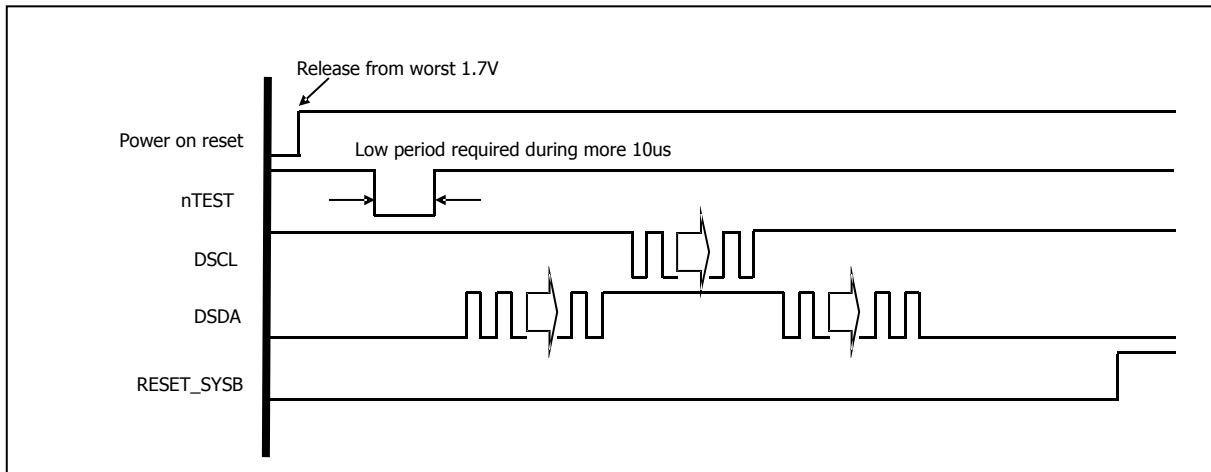 Release from worst 1.7V
Power on reset
Low period required during more 10us
nTEST
DSCL
DSDA
RESET_SYSB